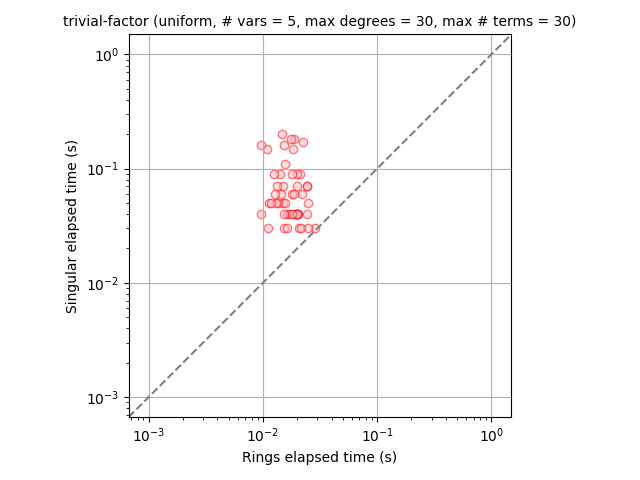 trivial-factor (uniform, # vars = 5, max degrees = 30, max # terms = 30)
Singular elapsed time (s)
10⁰
10⁻¹
10⁻²
10⁻³
10⁻³ 10⁻² 10⁻¹ 10⁰
Rings elapsed time (s)